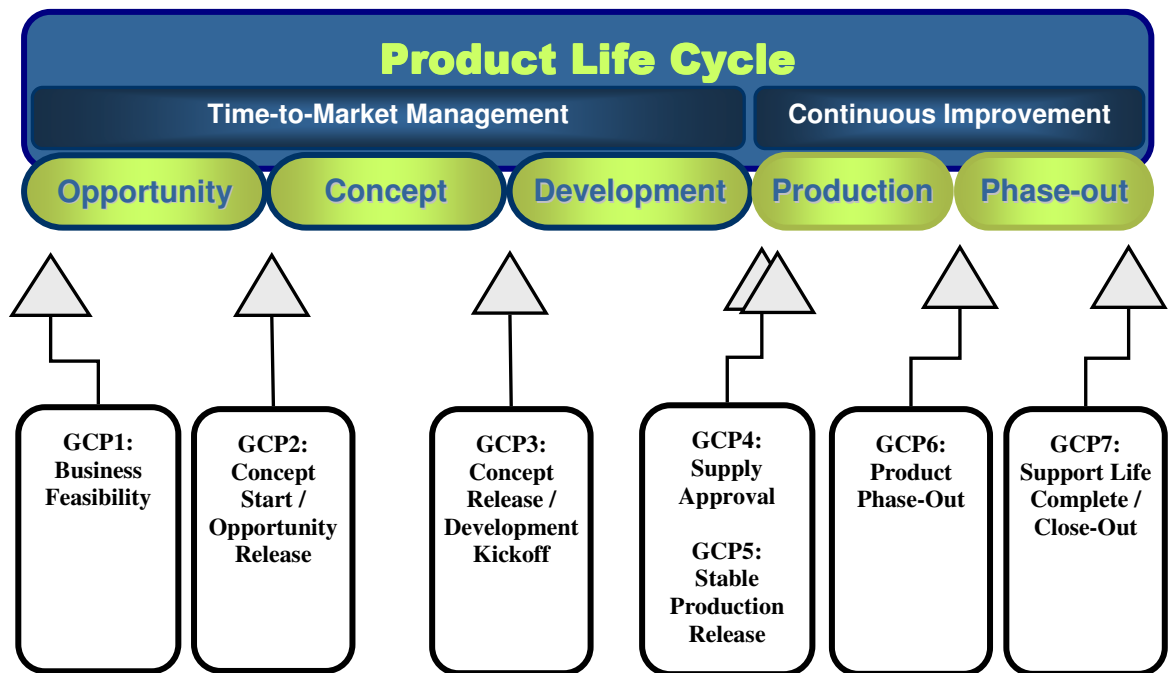 Product Life Cycle
Time-to-Market Management
Continuous Improvement
Opportunity
Concept
Development
Production
Phase-out
GCP1:
Business
Feasibility
GCP2:
Concept
Start /
Opportunity
Release
GCP3:
Concept
Release /
Development
Kickoff
GCP4:
Supply
Approval
GCP5:
Stable
Production
Release
GCP6:
Product
Phase-Out
GCP7:
Support Life
Complete /
Close-Out